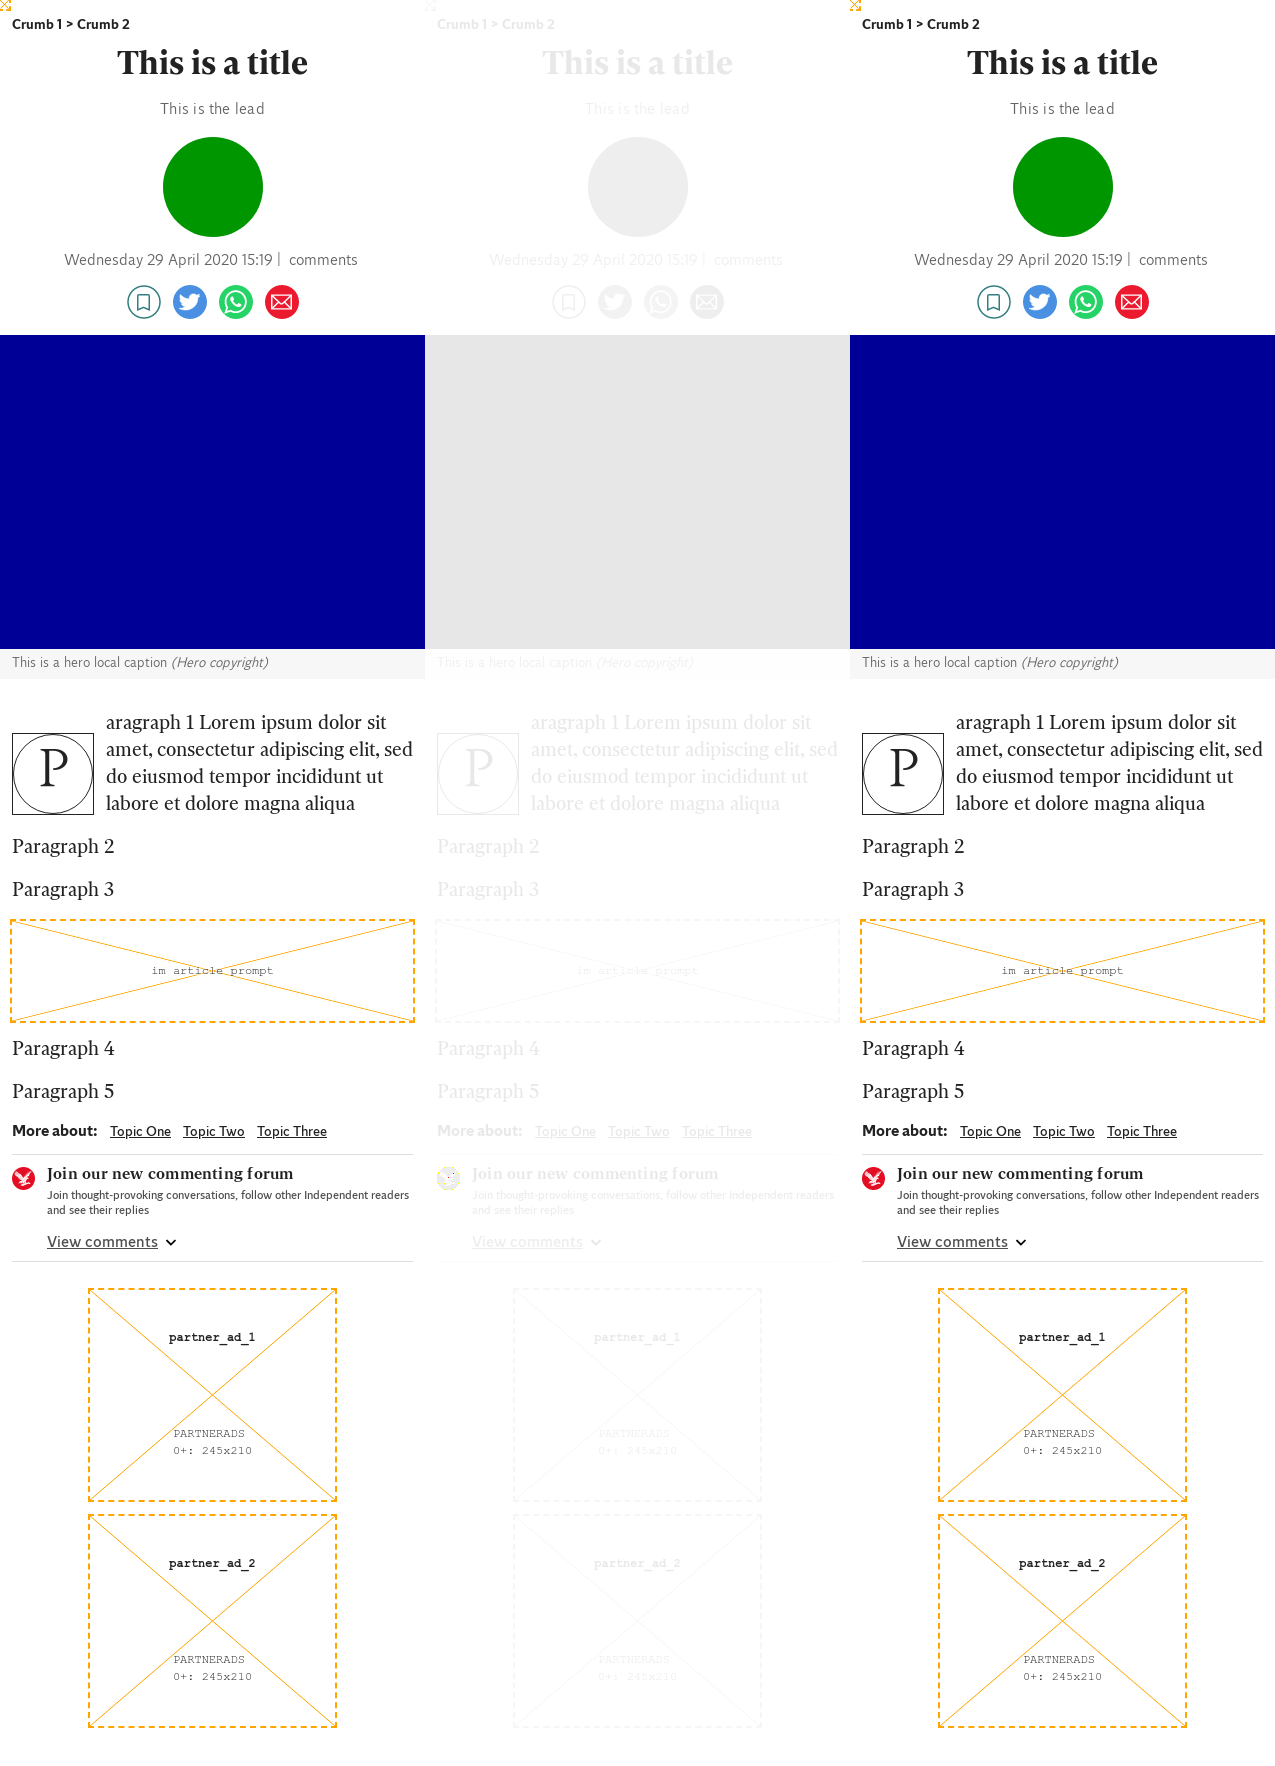 Crumb 1 > Crumb 2
This is a title
This is the lead
Wednesday 29 April 2020 15:19 | comments
This is a hero local caption (Hero copyright)
P
aragraph 1 Lorem ipsum dolor sit
amet, consectetur adipiscing elit, sed
do eiusmod tempor incididunt ut
labore et dolore magna aliqua
Paragraph 2
Paragraph 3
im article prompt
Paragraph 4
Paragraph 5
More about: Topic One Topic Two Topic Three
Join our new commenting forum
Join thought-provoking conversations, follow other Independent readers
and see their replies
View comments
partner_ad_1
PARTNERADS
0+: 245x210
partner_ad_2
PARTNERADS
0+: 245x210
Crumb 1 > Crumb 2
This is a title
This is the lead
Wednesday 29 April 2020 15:19 | comments
This is a hero local caption (Hero copyright)
P
aragraph 1 Lorem ipsum dolor sit
amet, consectetur adipiscing elit, sed
do eiusmod tempor incididunt ut
labore et dolore magna aliqua
Paragraph 2
Paragraph 3
im article prompt
Paragraph 4
Paragraph 5
More about: Topic One Topic Two Topic Three
Join our new commenting forum
Join thought-provoking conversations, follow other Independent readers
and see their replies
View comments
partner_ad_1
PARTNERADS
0+: 245x210
partner_ad_2
PARTNERADS
0+: 245x210
Crumb 1 > Crumb 2
This is a title
This is the lead
Wednesday 29 April 2020 15:19 | comments
This is a hero local caption (Hero copyright)
P
aragraph 1 Lorem ipsum dolor sit
amet, consectetur adipiscing elit, sed
do eiusmod tempor incididunt ut
labore et dolore magna aliqua
Paragraph 2
Paragraph 3
im article prompt
Paragraph 4
Paragraph 5
More about: Topic One Topic Two Topic Three
Join our new commenting forum
Join thought-provoking conversations, follow other Independent readers
and see their replies
View comments
partner_ad_1
PARTNERADS
0+: 245x210
partner_ad_2
PARTNERADS
0+: 245x210